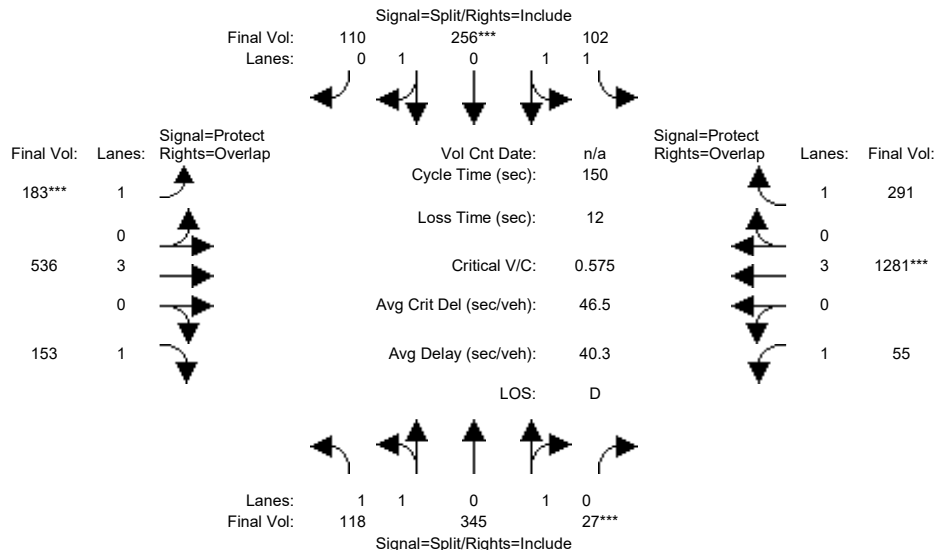 Signal=Split/Rights=Include
Final Vol: 110 256*** 102
Lanes: 0 1 0 1 1
Signal=Protect Signal=Protect
Final Vol: Lanes: Rights=Overlap Vol Cnt Date: n/a Rights=Overlap Lanes: Final Vol:
Cycle Time (sec): 150
183*** 1 1 291
Loss Time (sec): 12
0 0
536 3 Critical V/C: 0.575 3 1281***
0 Avg Crit Del (sec/veh): 46.5 0
153 1 Avg Delay (sec/veh): 40.3 1 55
LOS: D
Lanes: 1 1 0 1 0
Final Vol: 118 345 27***
Signal=Split/Rights=Include